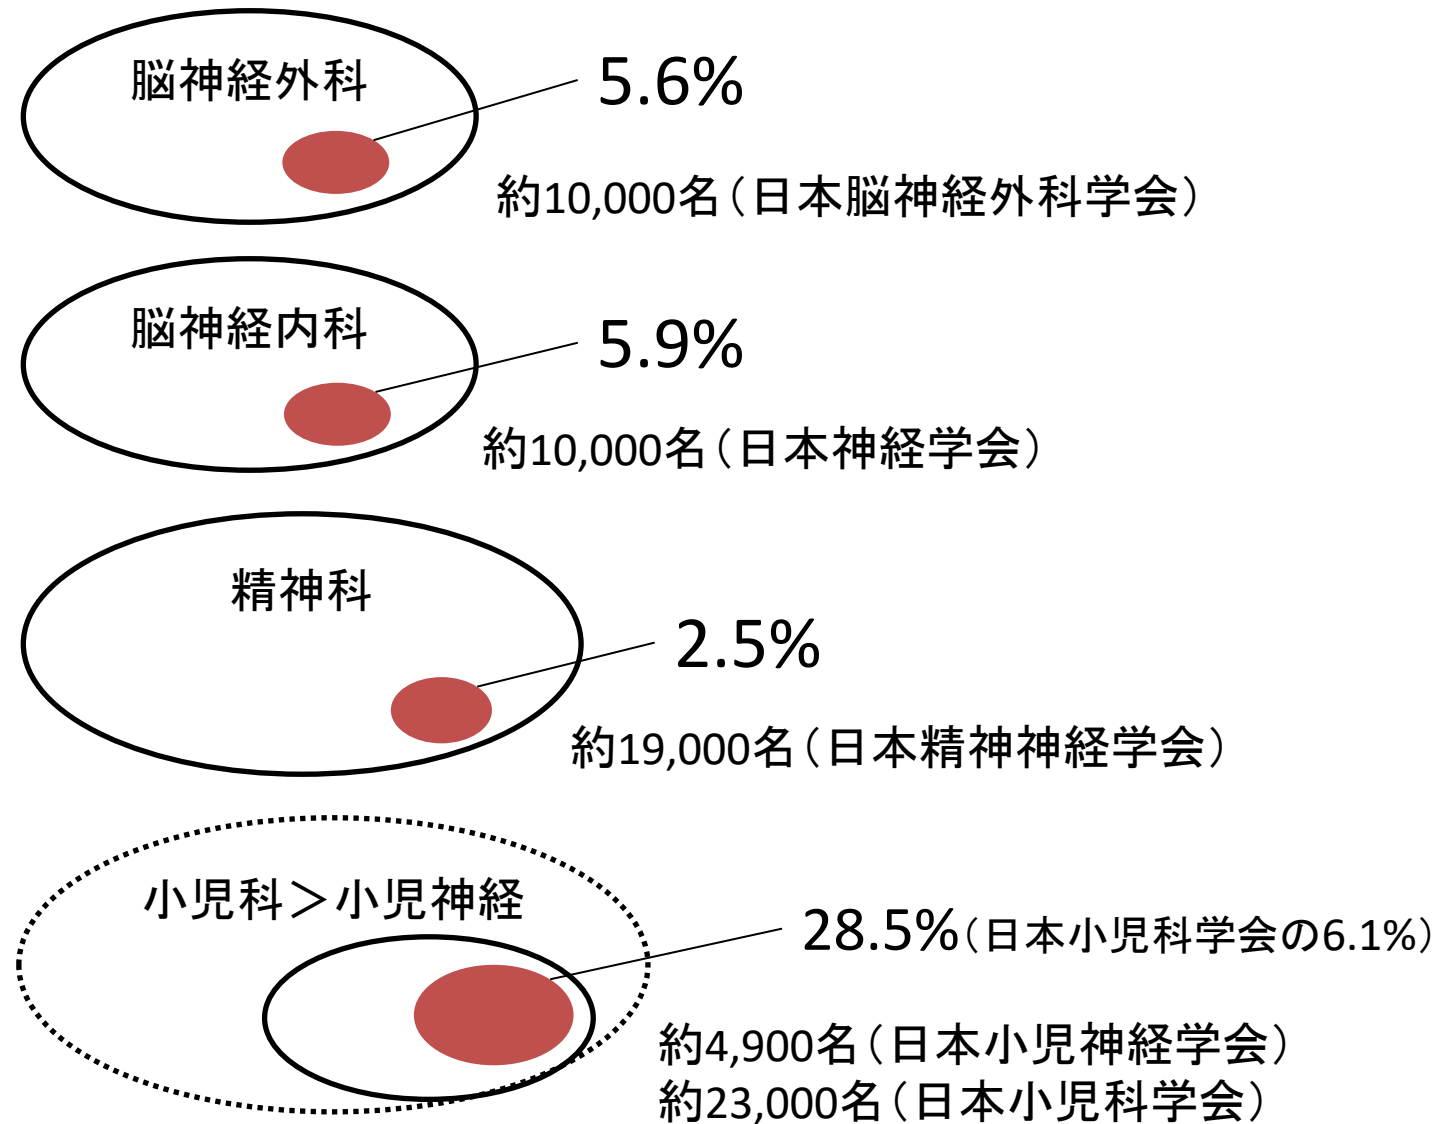 脳神経外科
5.6%
約10,000名（日本脳神経外科学会）
脳神経内科
5.9%
約10,000名（日本神経学会）
精神科
2.5%
約19,000名（日本精神神経学会）
小児科＞小児神経
28.5%（日本小児科学会の6.1%）
約4,900名（日本小児神経学会）
約23,000名（日本小児科学会）